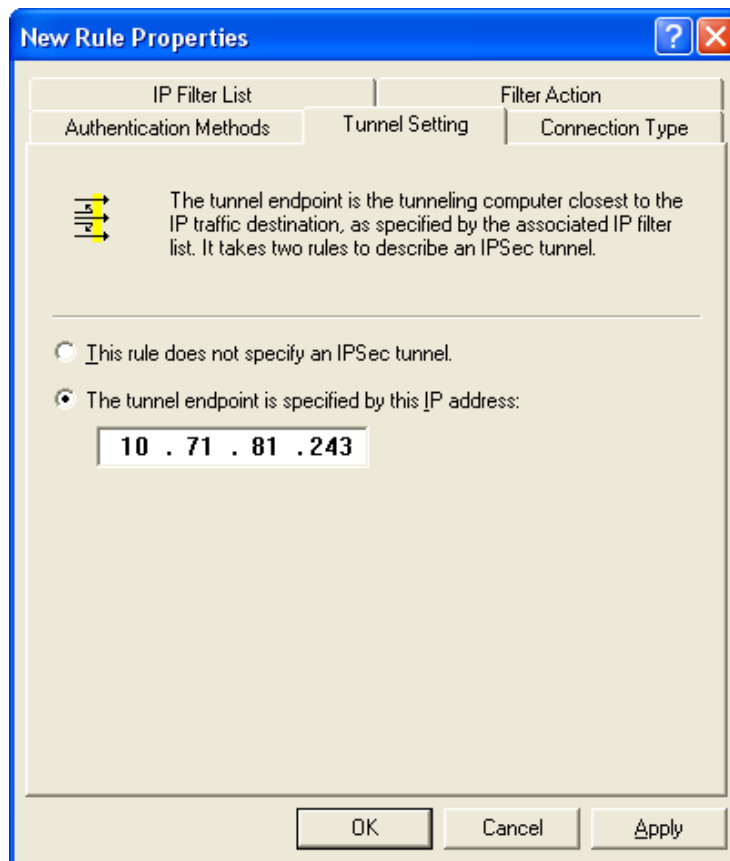 New Rule Properties
IP Filter List
Filter Action
Authentication Methods
Tunnel Setting
Connection Type
The tunnel endpoint is the tunneling computer closest to the
IP traffic destination, as specified by the associated IP filter
list. It takes two rules to describe an IPSec tunnel.
This rule does not specify an IPSec tunnel.
The tunnel endpoint is specified by this IP address:
10 . 71 . 81 . 243
OK
Cancel
Apply